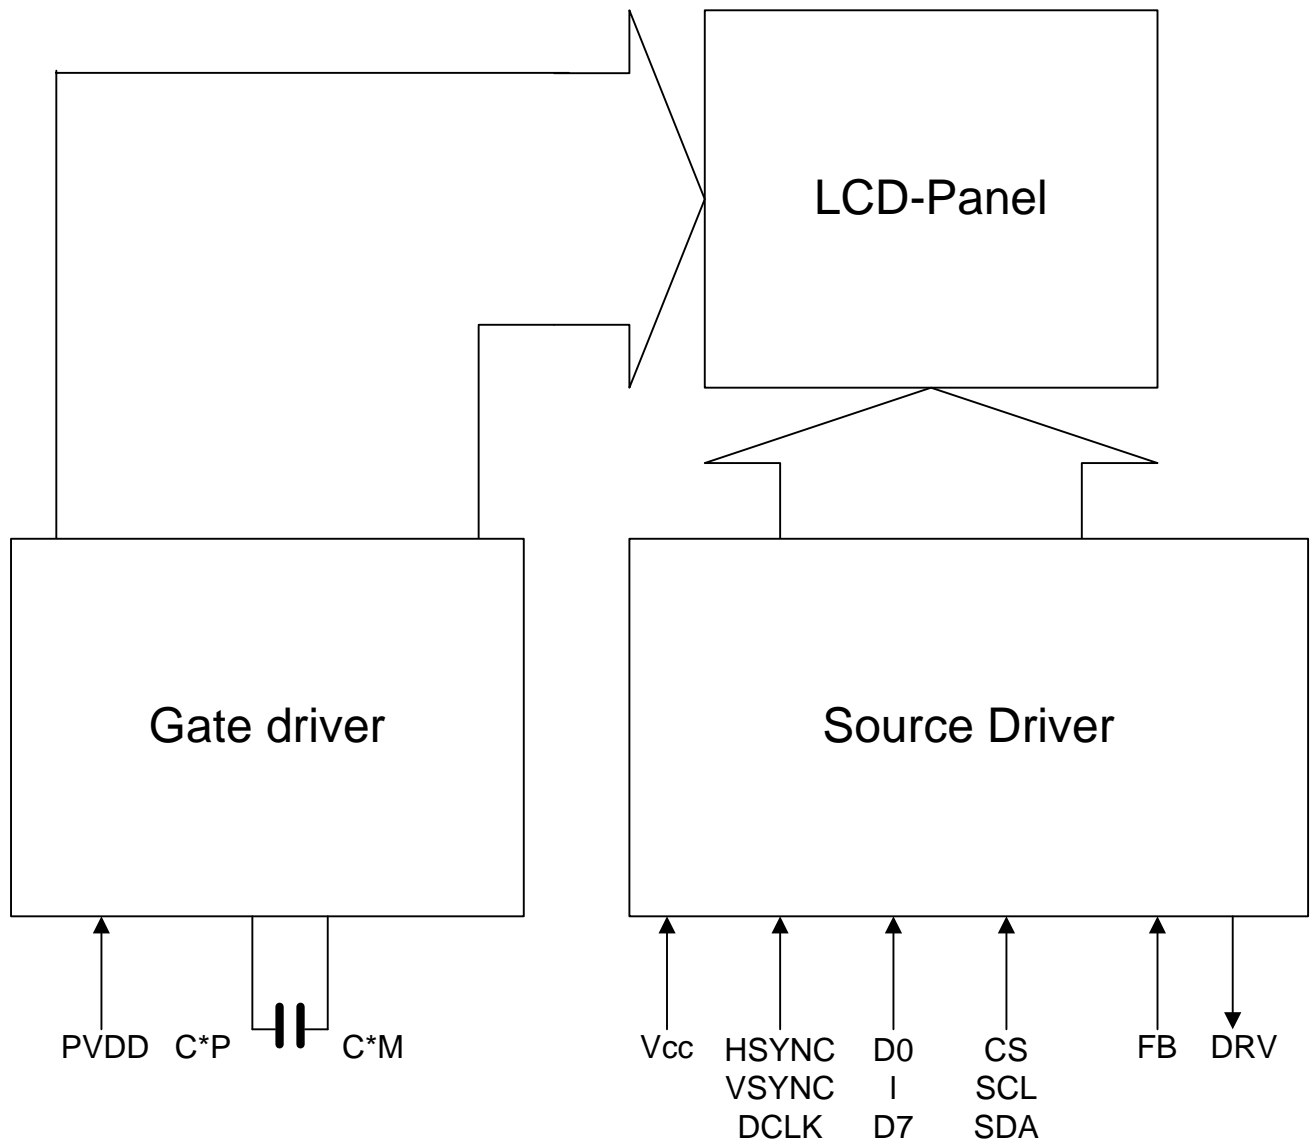 LCD-Panel
Gate driver
Source Driver
PVDD C*P C*M
Vcc
HSYNC
VSYNC
DCLK
D0
I
D7
CS
SCL
SDA
FB
DRV